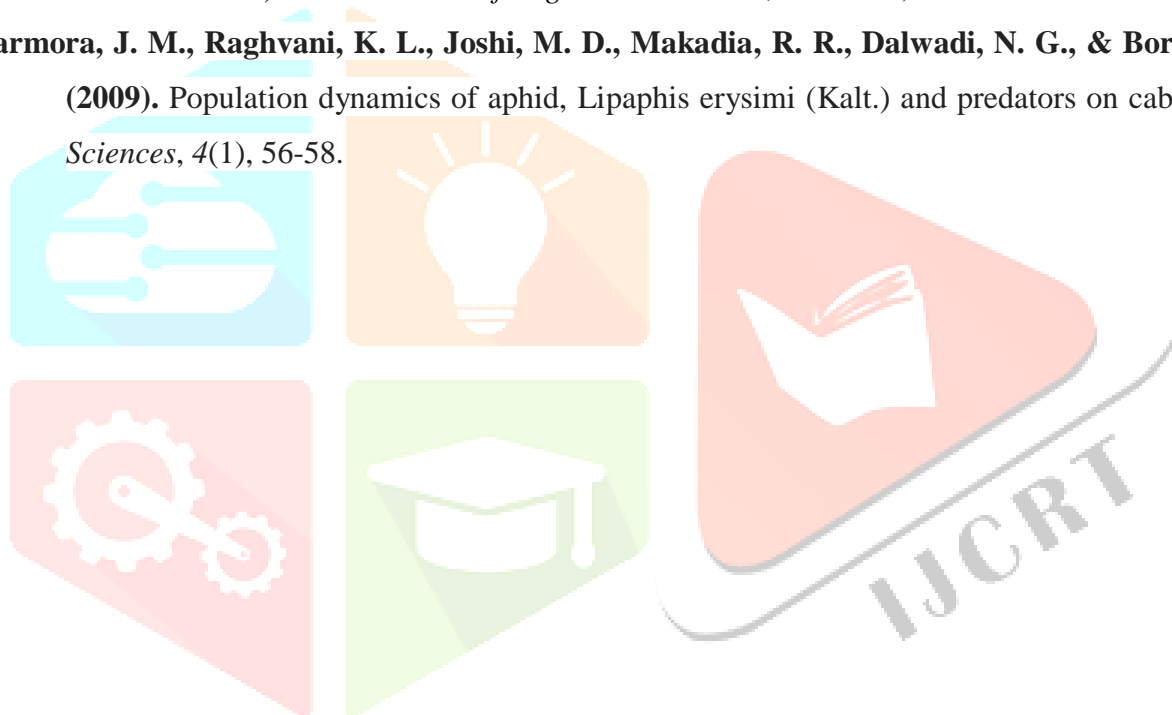 armora, J. M., Raghvani, K. L., Joshi, M. D., Makadia, R. R., Dalwadi, N. G., & Bor
(2009). Population dynamics of aphid, Lipaphis erysimi (Kalt.) and predators on cab
Sciences, 4(1), 56-58.
IJCRT